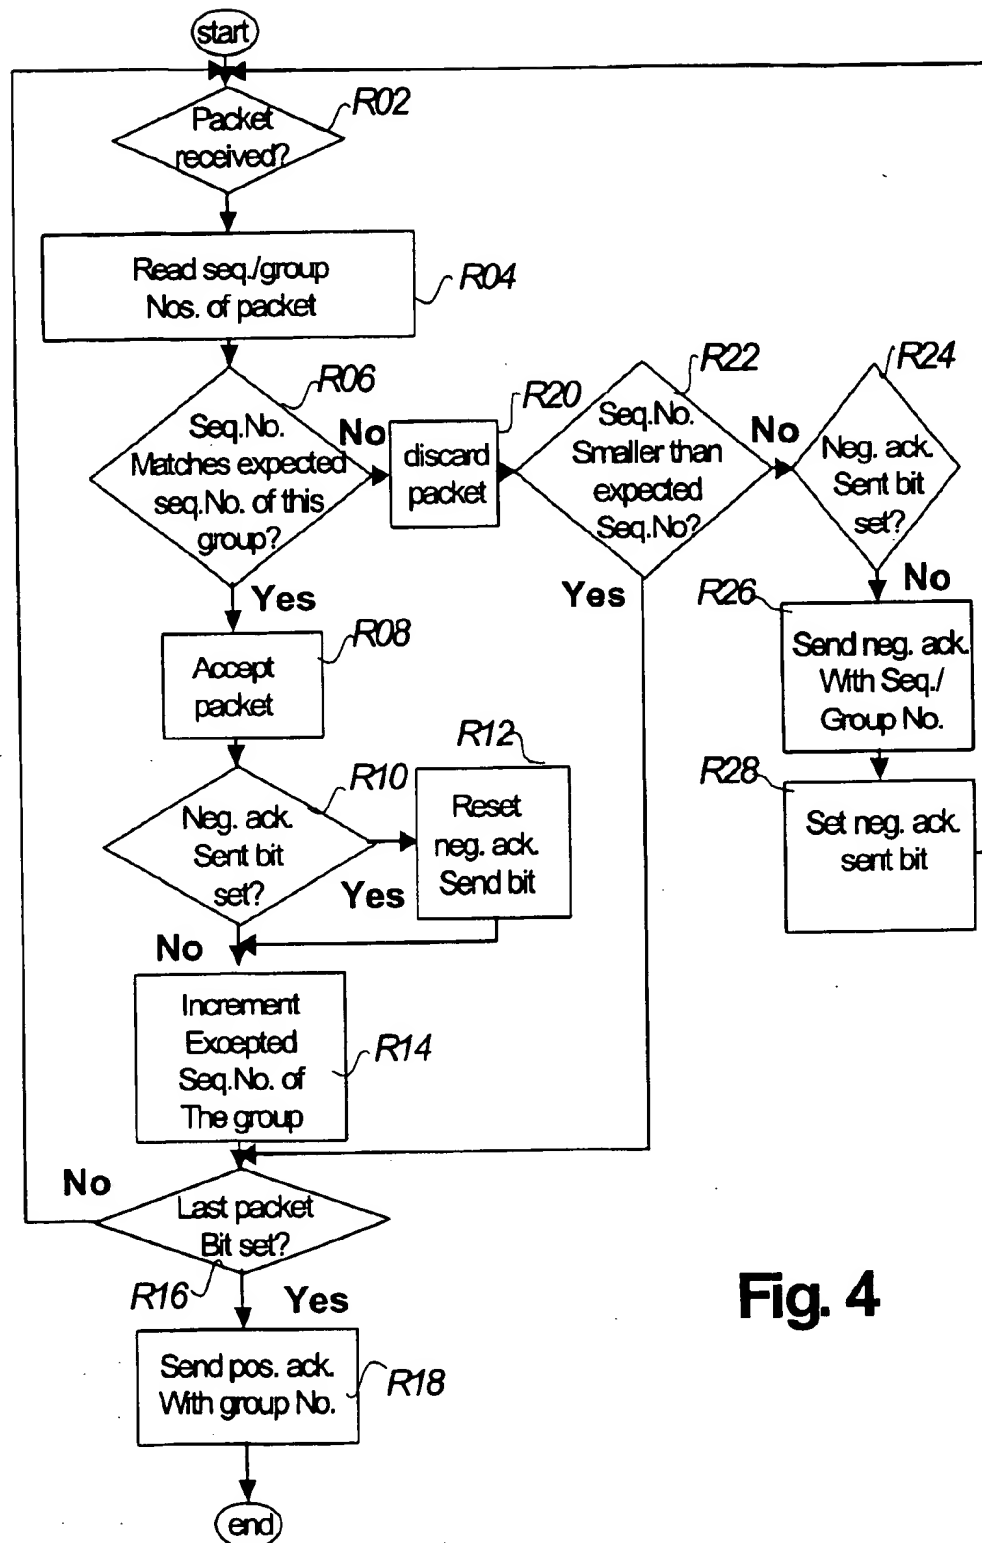 start
R02
Packet
received?
Read seq./group
Nos. of packet
R04
R06
Seq.No.
Matches expected
seq.No. of this
group?
No
Yes
R20
discard
packet
R22
Seq.No.
Smaller than
expected
Seq.No?
No
Yes
R24
Neg. ack.
Sent bit
set?
No
R26
Send neg. ack.
With Seq./
Group No.
R28
Set neg. ack.
sent bit
R08
Accept
packet
R10
Neg. ack.
Sent bit
set?
Yes
No
R12
Reset
neg. ack.
Send bit
Increment
Excepted
Seq.No. of
The group
R14
No
Last packet
Bit set?
R16
Yes
Send pos. ack.
With group No.
R18
end
Fig. 4